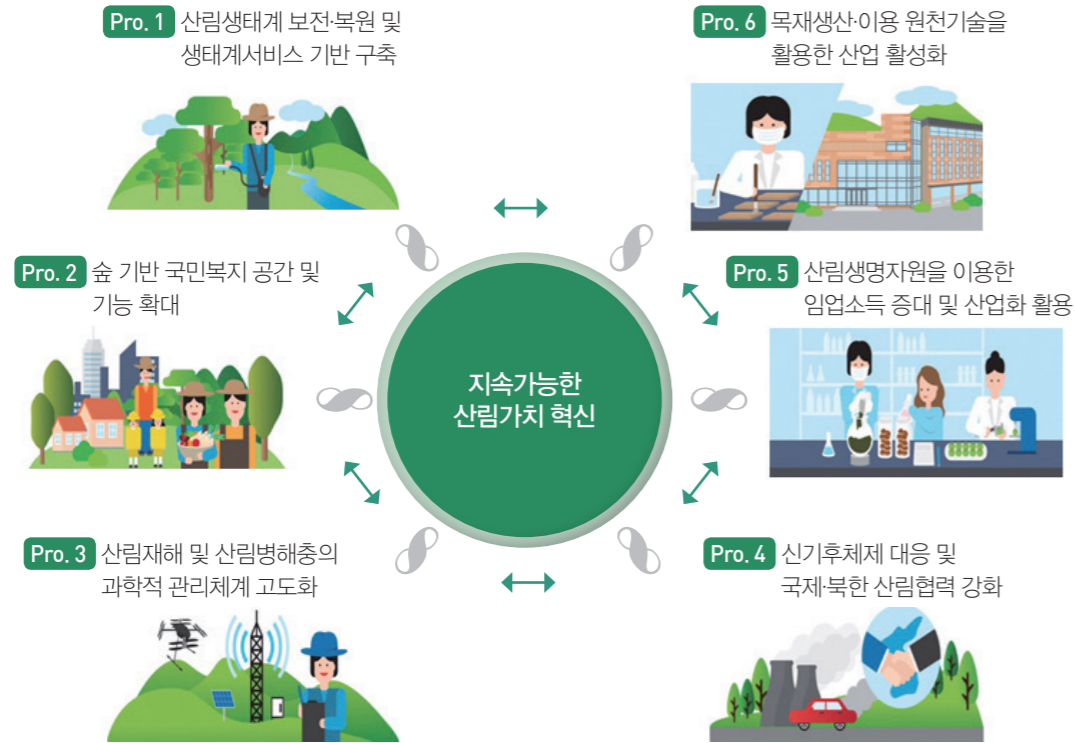 Pro. 1 산림생태계 보전·복원 및
생태계서비스 기반 구축
Pro. 6 목재생산·이용 원천기술을
활용한 산업 활성화
Pro. 2 숲 기반 국민복지 공간 및
기능 확대
Pro. 5 산림생명자원을 이용한
임업소득 증대 및 산업화 활용
지속가능한
산림가치 혁신
Pro. 3 산림재해 및 산림병해충의
과학적 관리체계 고도화
Pro. 4 신기후체제 대응 및
국제·북한 산림협력 강화